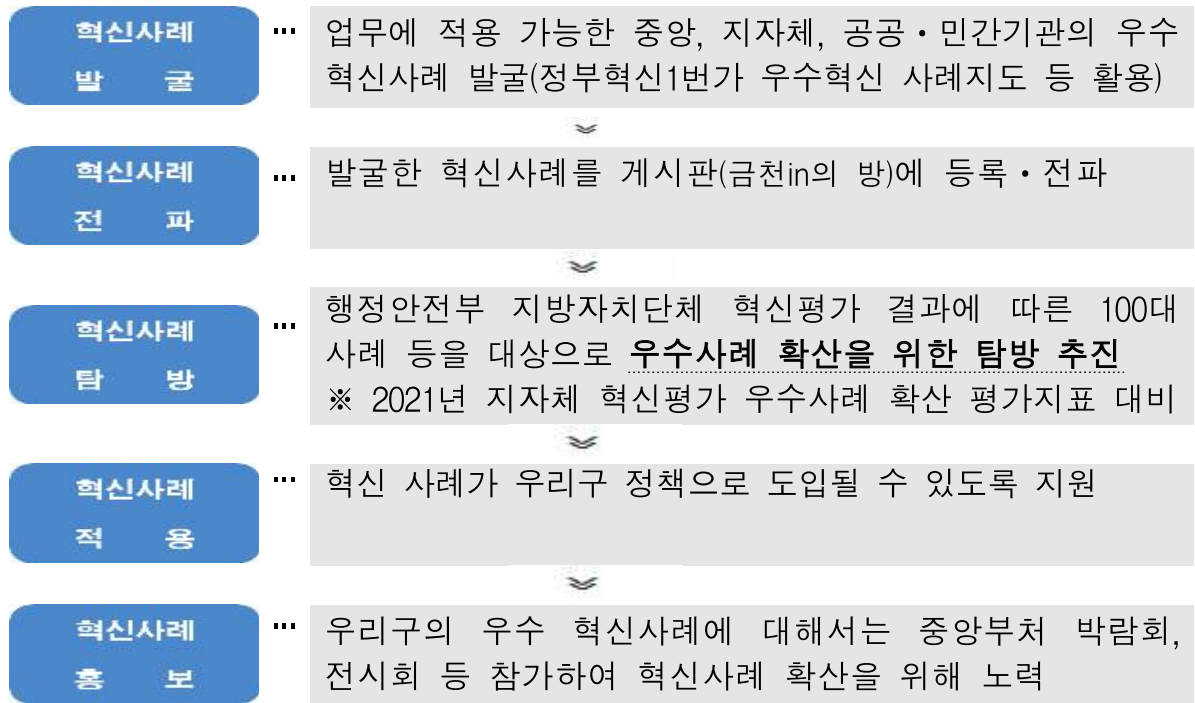 혁신사례
발 굴
… 업무에 적용 가능한 중앙, 지자체, 공공·민간기관의 우수
혁신사례 발굴(정부혁신1번가 우수혁신 사례지도 등 활용)
혁신사례
전 파
… 발굴한 혁신사례를 게시판(금천in의 방)에 등록·전파
혁신사례
탐 방
… 행정안전부 지방자치단체 혁신평가 결과에 따른 100대
사례 등을 대상으로 우수사례 확산을 위한 탐방 추진
※ 2021년 지자체 혁신평가 우수사례 확산 평가지표 대비
혁신사례
적 용
… 혁신 사례가 우리구 정책으로 도입될 수 있도록 지원
혁신사례
홍 보
… 우리구의 우수 혁신사례에 대해서는 중앙부처 박람회,
전시회 등 참가하여 혁신사례 확산을 위해 노력